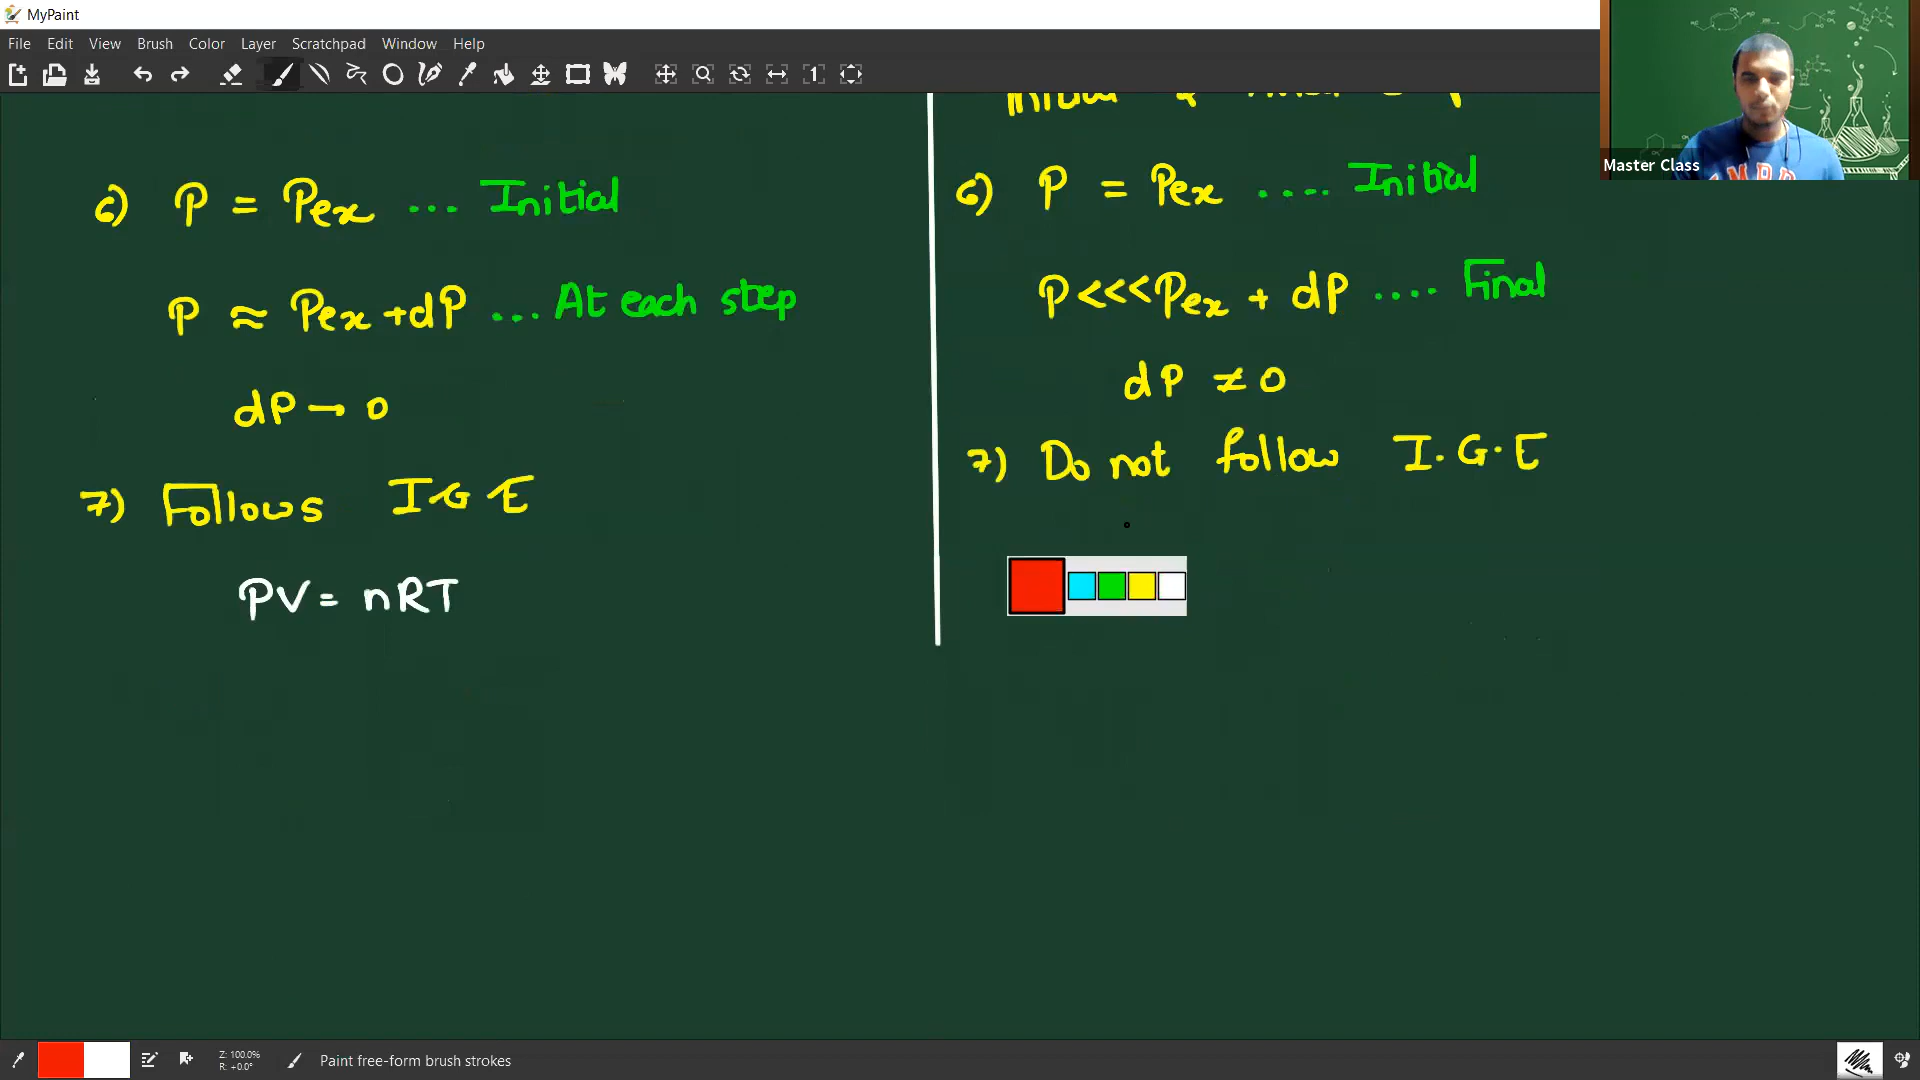 MyPaint
File Edit View Brush Color Layer Scratchpad Window Help
6) P = Pex ... Initial
P ≈ Pex + dP ... At each step
dP → 0
7) Follows I G E
PV = nRT
6) P = Pex .... Initial
P <<< Pex + dP .... Final
dP ≠ 0
7) Do not follow I.G.E
Master Class
Z: 100.0%
R: +0.0°
Paint free-form brush strokes